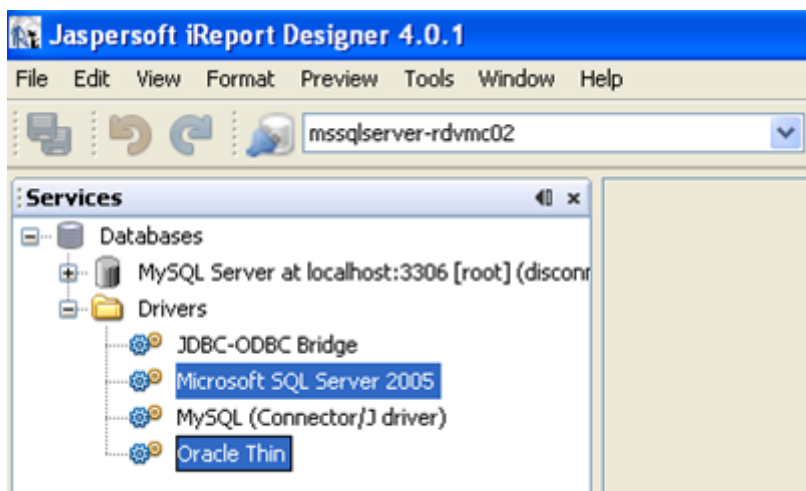 Jaspersoft iReport Designer 4.0.1
File Edit View Format Preview Tools Window Help
mssqlserver-rdvmc02
Services
Databases
MySQL Server at localhost:3306 [root] (disconn
Drivers
JDBC-ODBC Bridge
Microsoft SQL Server 2005
MySQL (Connector/J driver)
Oracle Thin